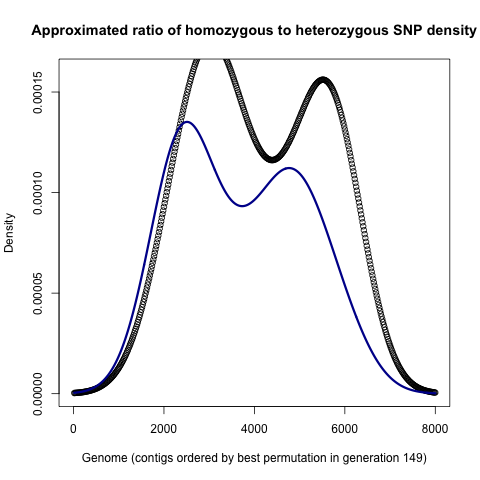 Approximated ratio of homozygous to heterozygous SNP density
0.00015
0.00010
0.00005
0.00000
Density
0 2000 4000 6000 8000
Genome (contigs ordered by best permutation in generation 149)